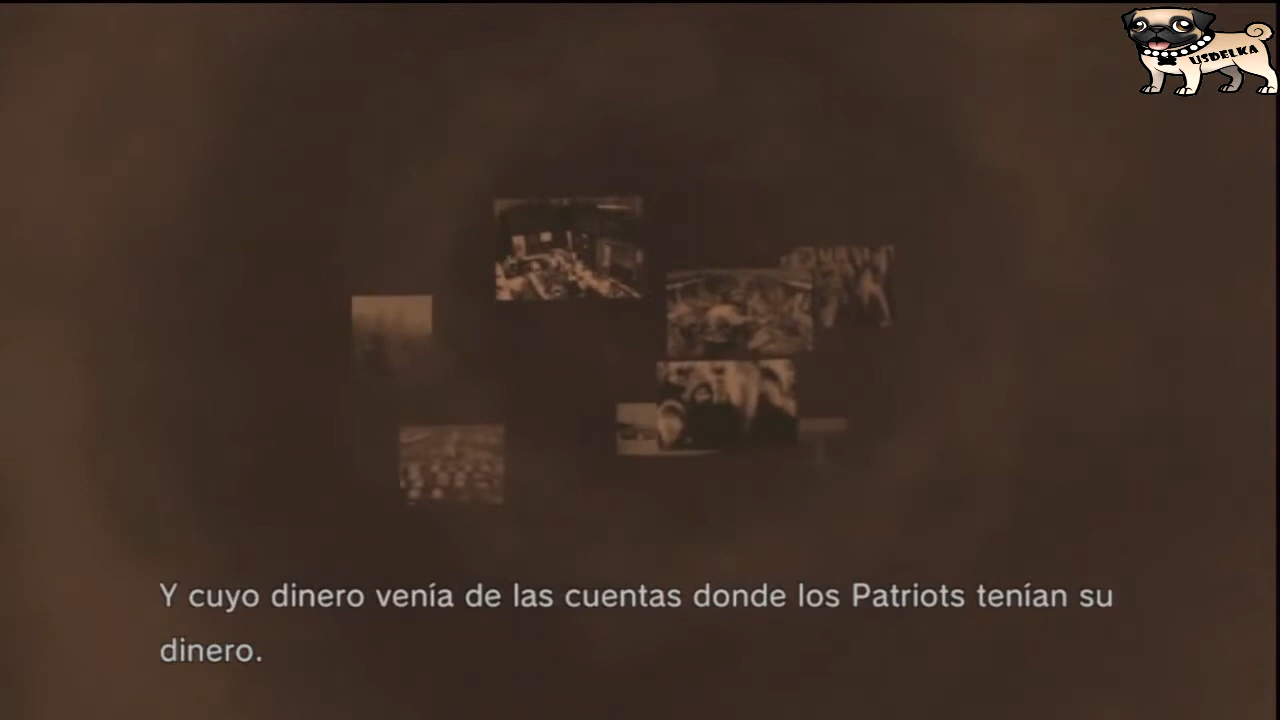 USDELKA
Y cuyo dinero venía de las cuentas donde los Patriots tenían su
dinero.